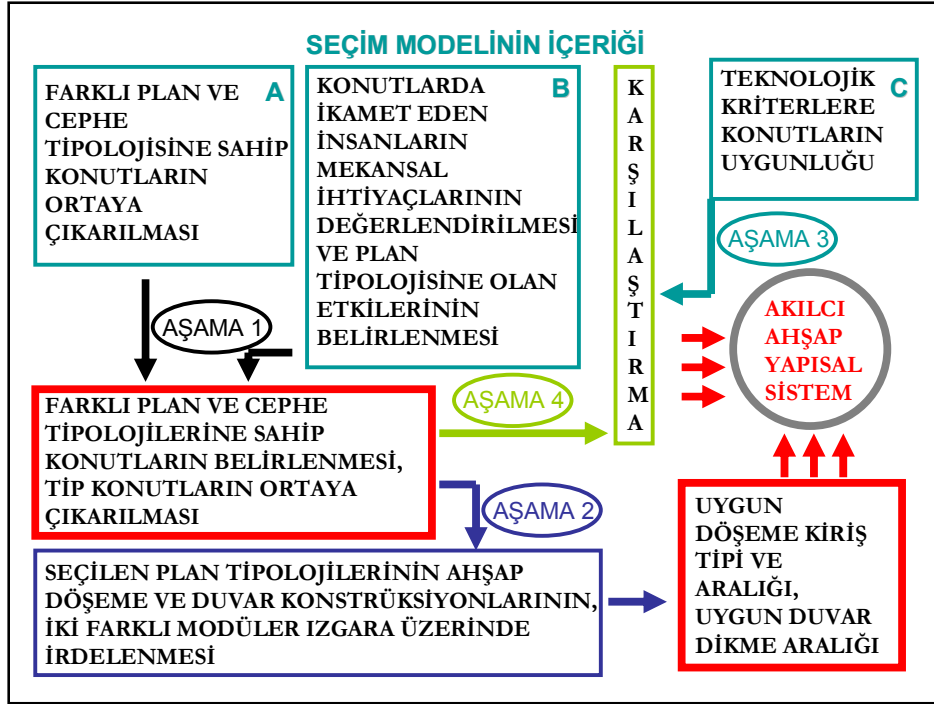 SEÇİM MODELİNİN İÇERİĞİ
FARKLI PLAN VE A
CEPHE
TİPOLOJİSİNE SAHİP
KONUTLARIN
ORTAYA
ÇIKARILMASI
KONUTLARDA B
İKAMET EDEN
İNSANLARIN
MEKANSAL
İHTİYAÇLARININ
DEĞERLENDİRİLMESİ
VE PLAN
TİPOLOJİSİNE OLAN
ETKİLERİNİN
BELİRLENMESİ
K
A
R
Ş
I
L
A
Ş
T
I
R
M
A
TEKNOLOJİK
KRİTERLERE C
KONUTLARIN
UYGUNLUĞU
AŞAMA 3
AŞAMA 1
AKILCI
AHŞAP
YAPISAL
SİSTEM
FARKLI PLAN VE CEPHE
TİPOLOJİLERİNE SAHİP
KONUTLARIN BELİRLENMESİ,
TİP KONUTLARIN ORTAYA
ÇIKARILMASI
AŞAMA 4
AŞAMA 2
SEÇİLEN PLAN TİPOLOJİLERİNİN AHŞAP
DÖŞEME VE DUVAR KONSTRÜKSİYONLARININ,
İKİ FARKLI MODÜLER IZGARA ÜZERİNDE
İRDELENMESİ
UYGUN
DÖŞEME KİRİŞ
TİPİ VE
ARALIĞI,
UYGUN DUVAR
DİKME ARALIĞI